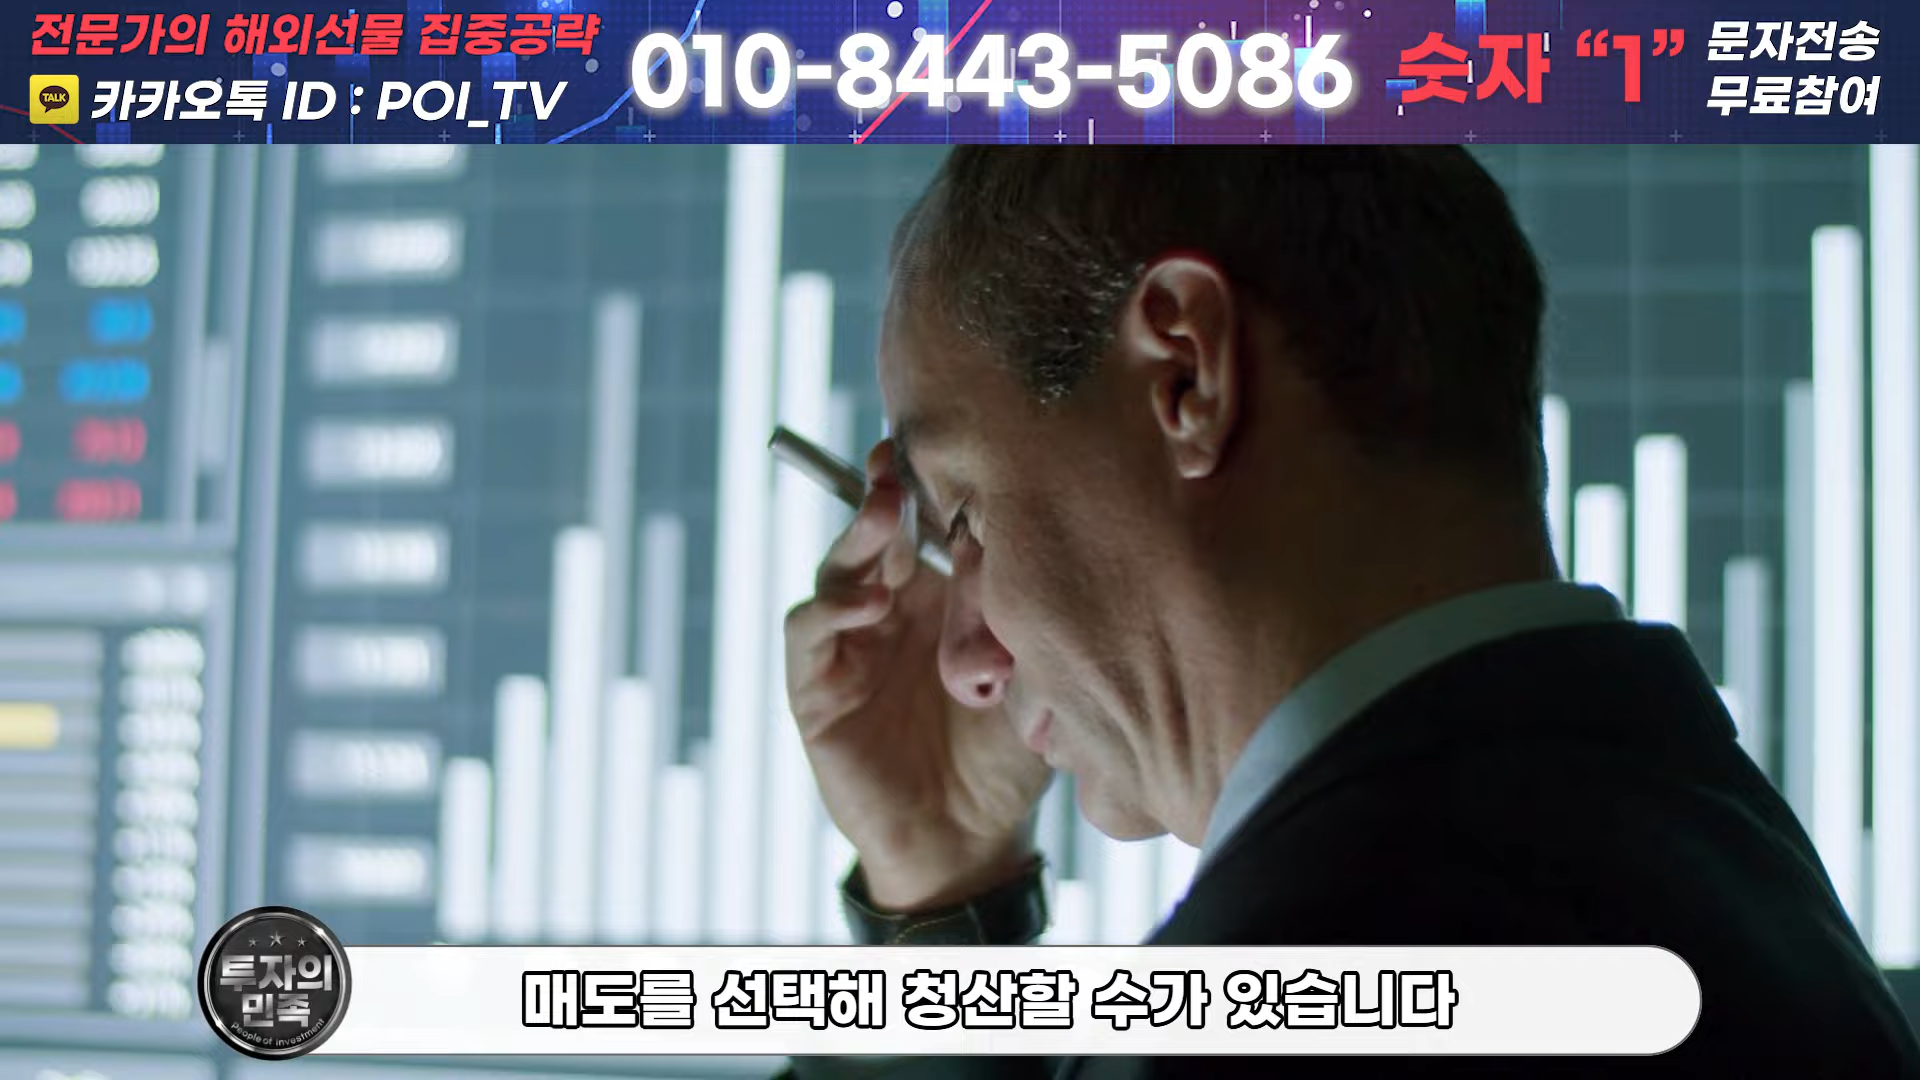 전문가의 해외선물 집중공략
TALK
카카오톡 ID : POI_TV
010-8443-5086
숫자 “1”
문자전송
무료참여
투자의
민족
People of investment
매도를 선택해 청산할 수가 있습니다